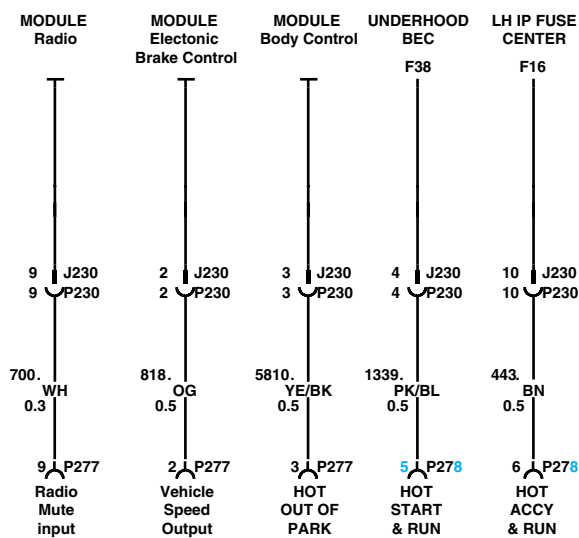 MODULE
Radio
MODULE
Electonic
Brake Control
MODULE
Body Control
UNDERHOOD
BEC
F38
LH IP FUSE
CENTER
F16
9 J230
9 P230
2 J230
2 P230
3 J230
3 P230
4 J230
4 P230
10 J230
10 P230
700.
WH
0.3
818.
OG
0.5
5810.
YE/BK
0.5
1339.
PK/BL
0.5
443.
BN
0.5
9 P277
2 P277
3 P277
5 P278
6 P278
Radio
Mute
input
Vehicle
Speed
Output
HOT
OUT OF
PARK
HOT
START
& RUN
HOT
ACCY
& RUN